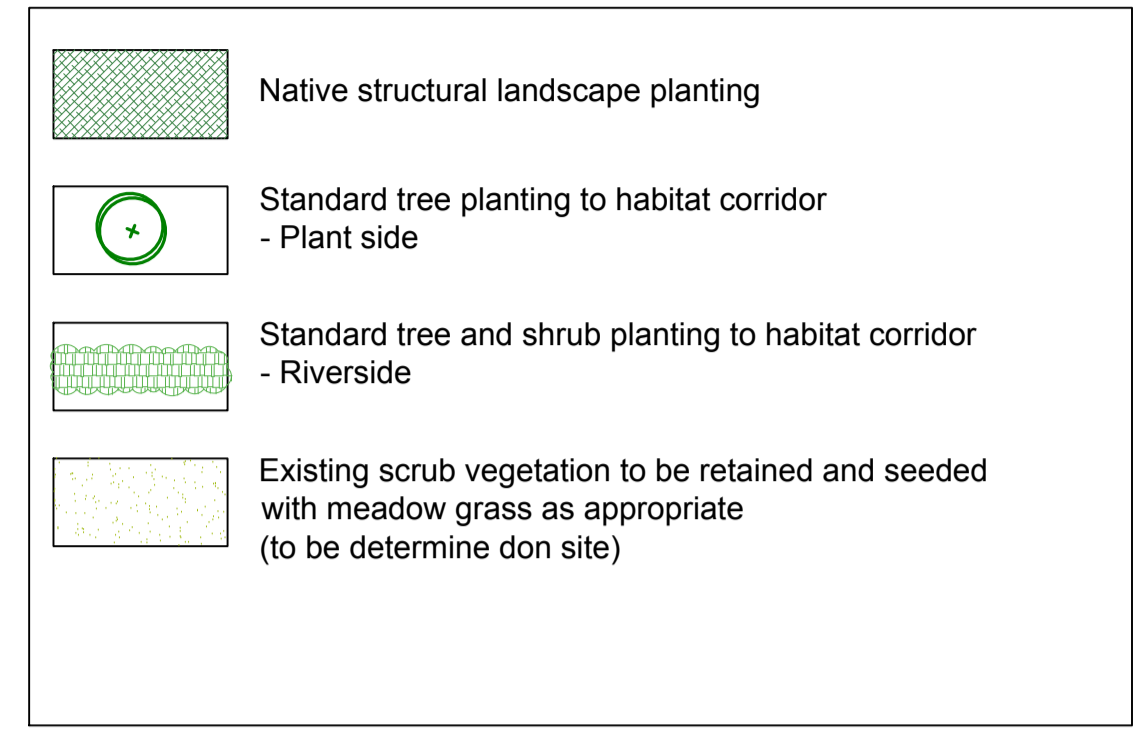 Native structural landscape planting
Standard tree planting to habitat corridor
- Plant side
Standard tree and shrub planting to habitat corridor
- Riverside
Existing scrub vegetation to be retained and seeded
with meadow grass as appropriate
(to be determine don site)